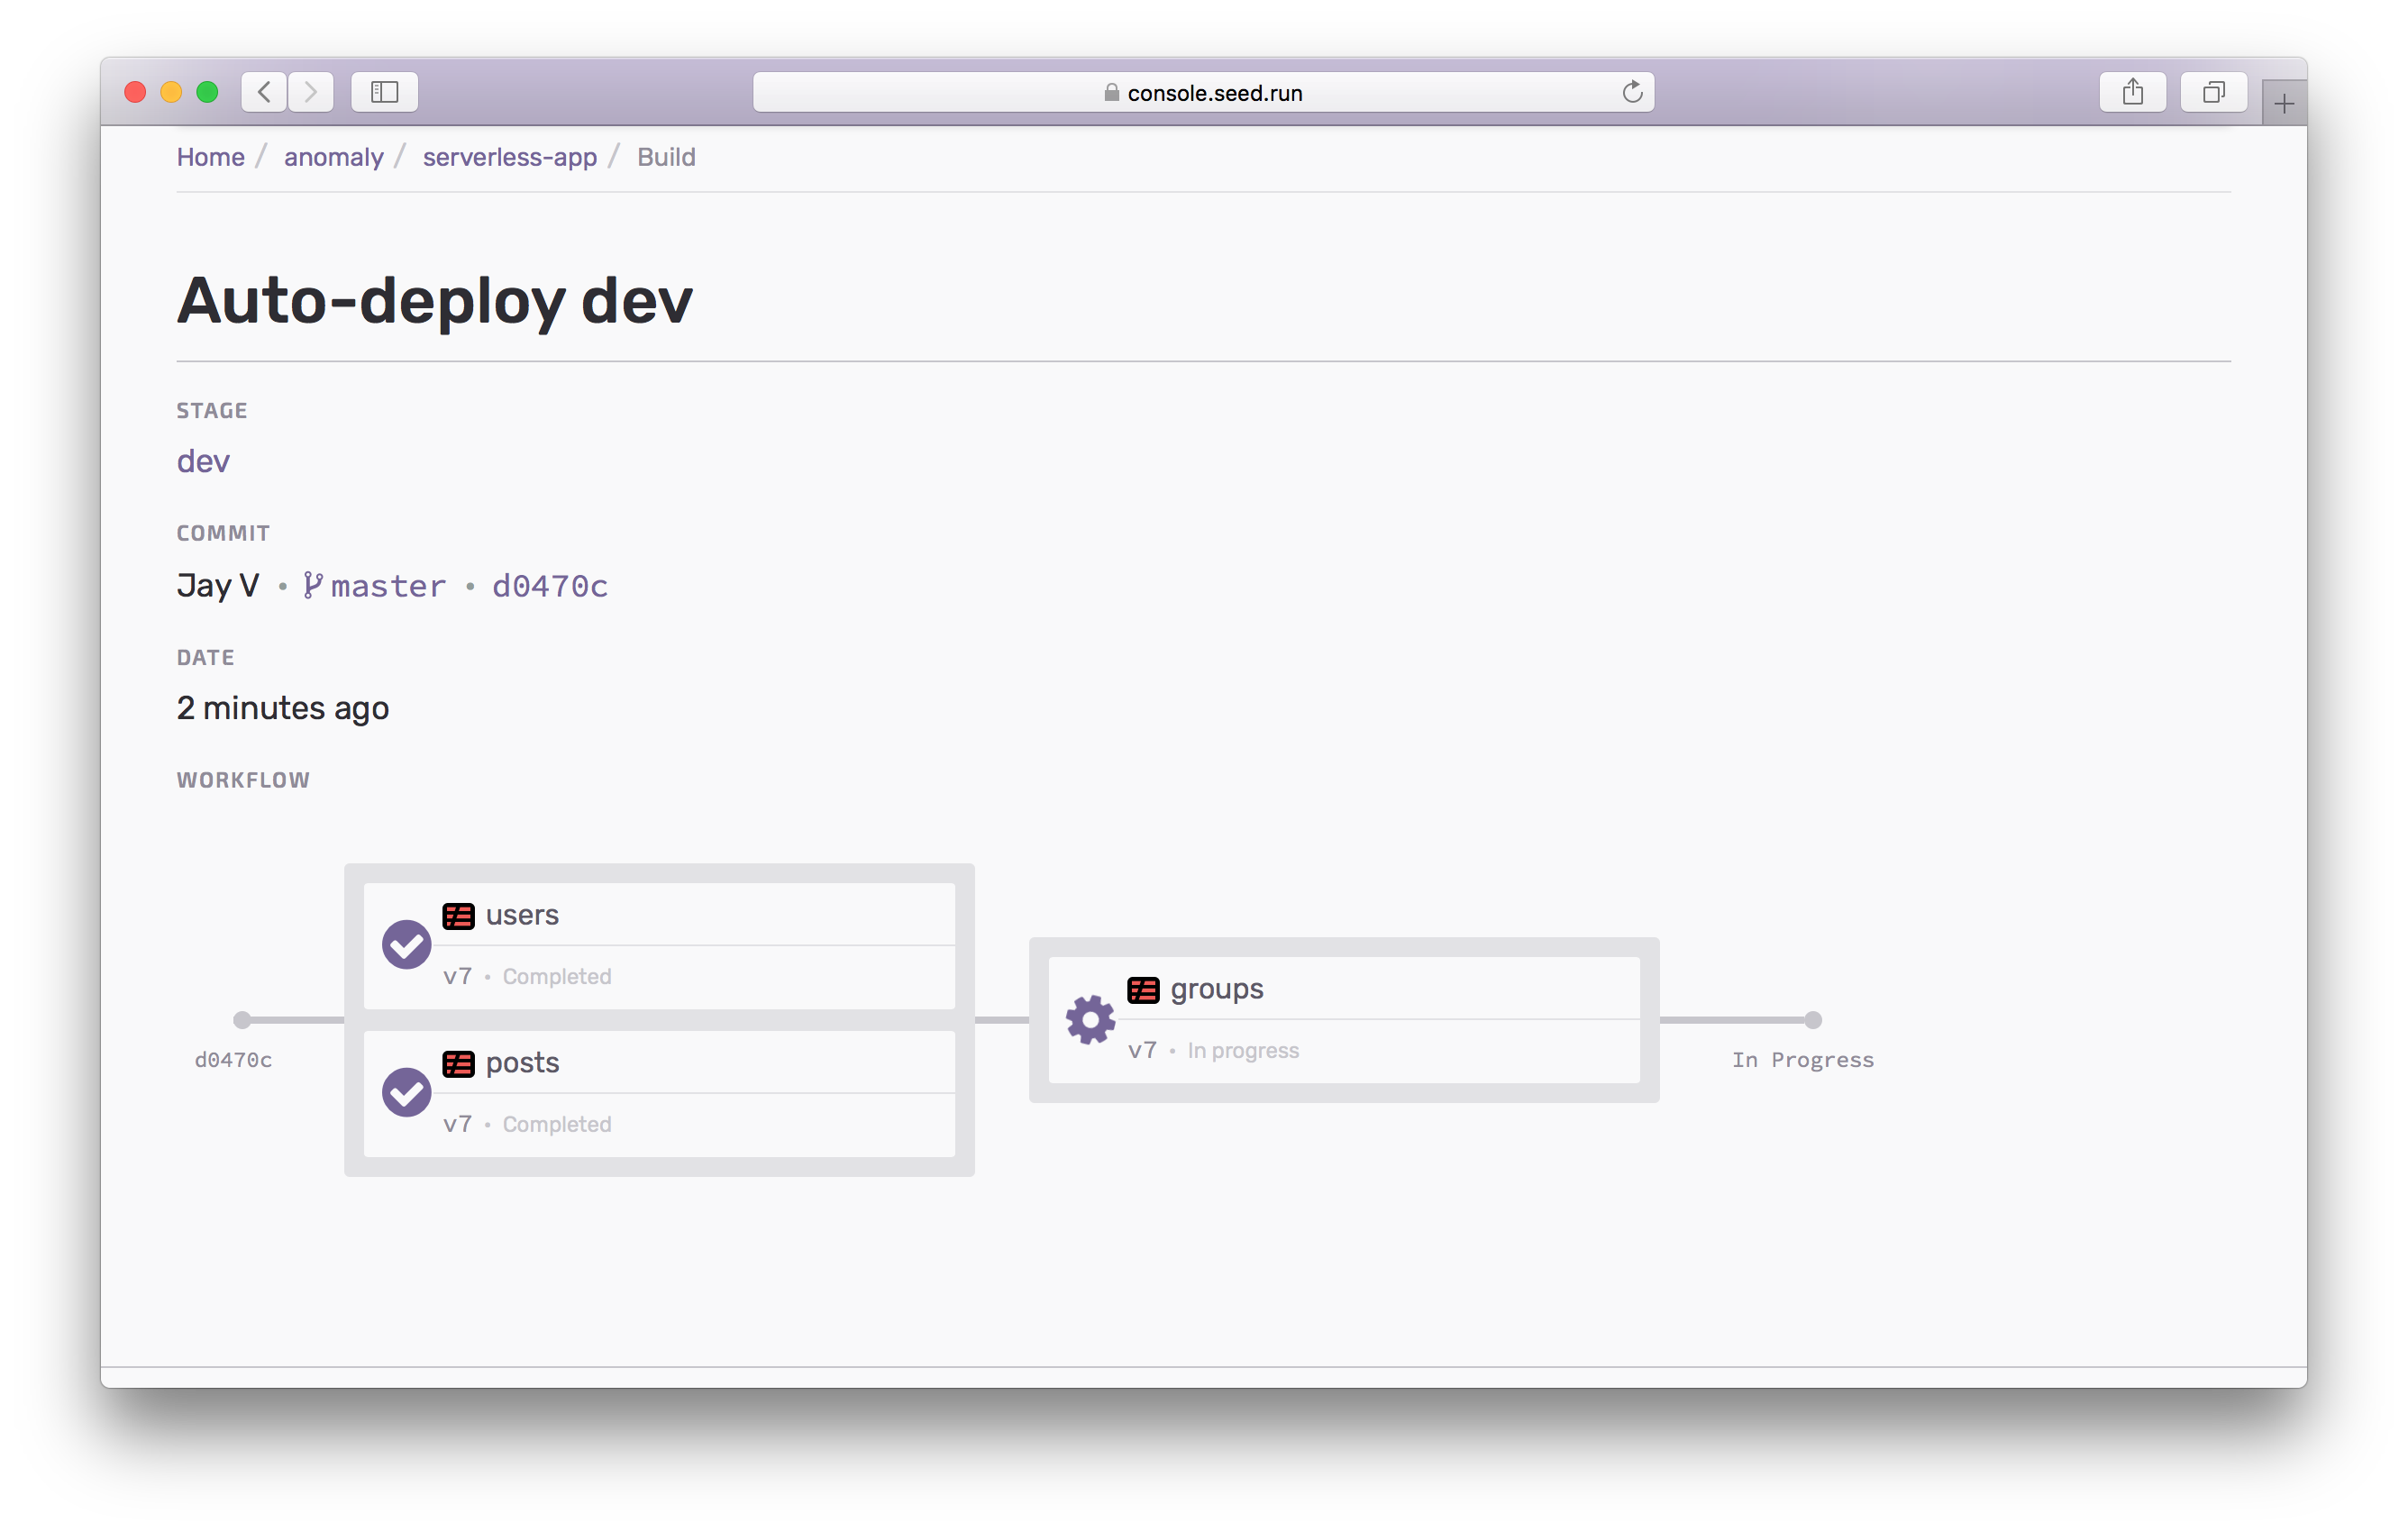 console.seed.run
Home / anomaly / serverless-app / Build
Auto-deploy dev
STAGE
dev
COMMIT
Jay V • master • d0470c
DATE
2 minutes ago
WORKFLOW
users
v7 • Completed
posts
v7 • Completed
groups
v7 • In progress
d0470c
In Progress